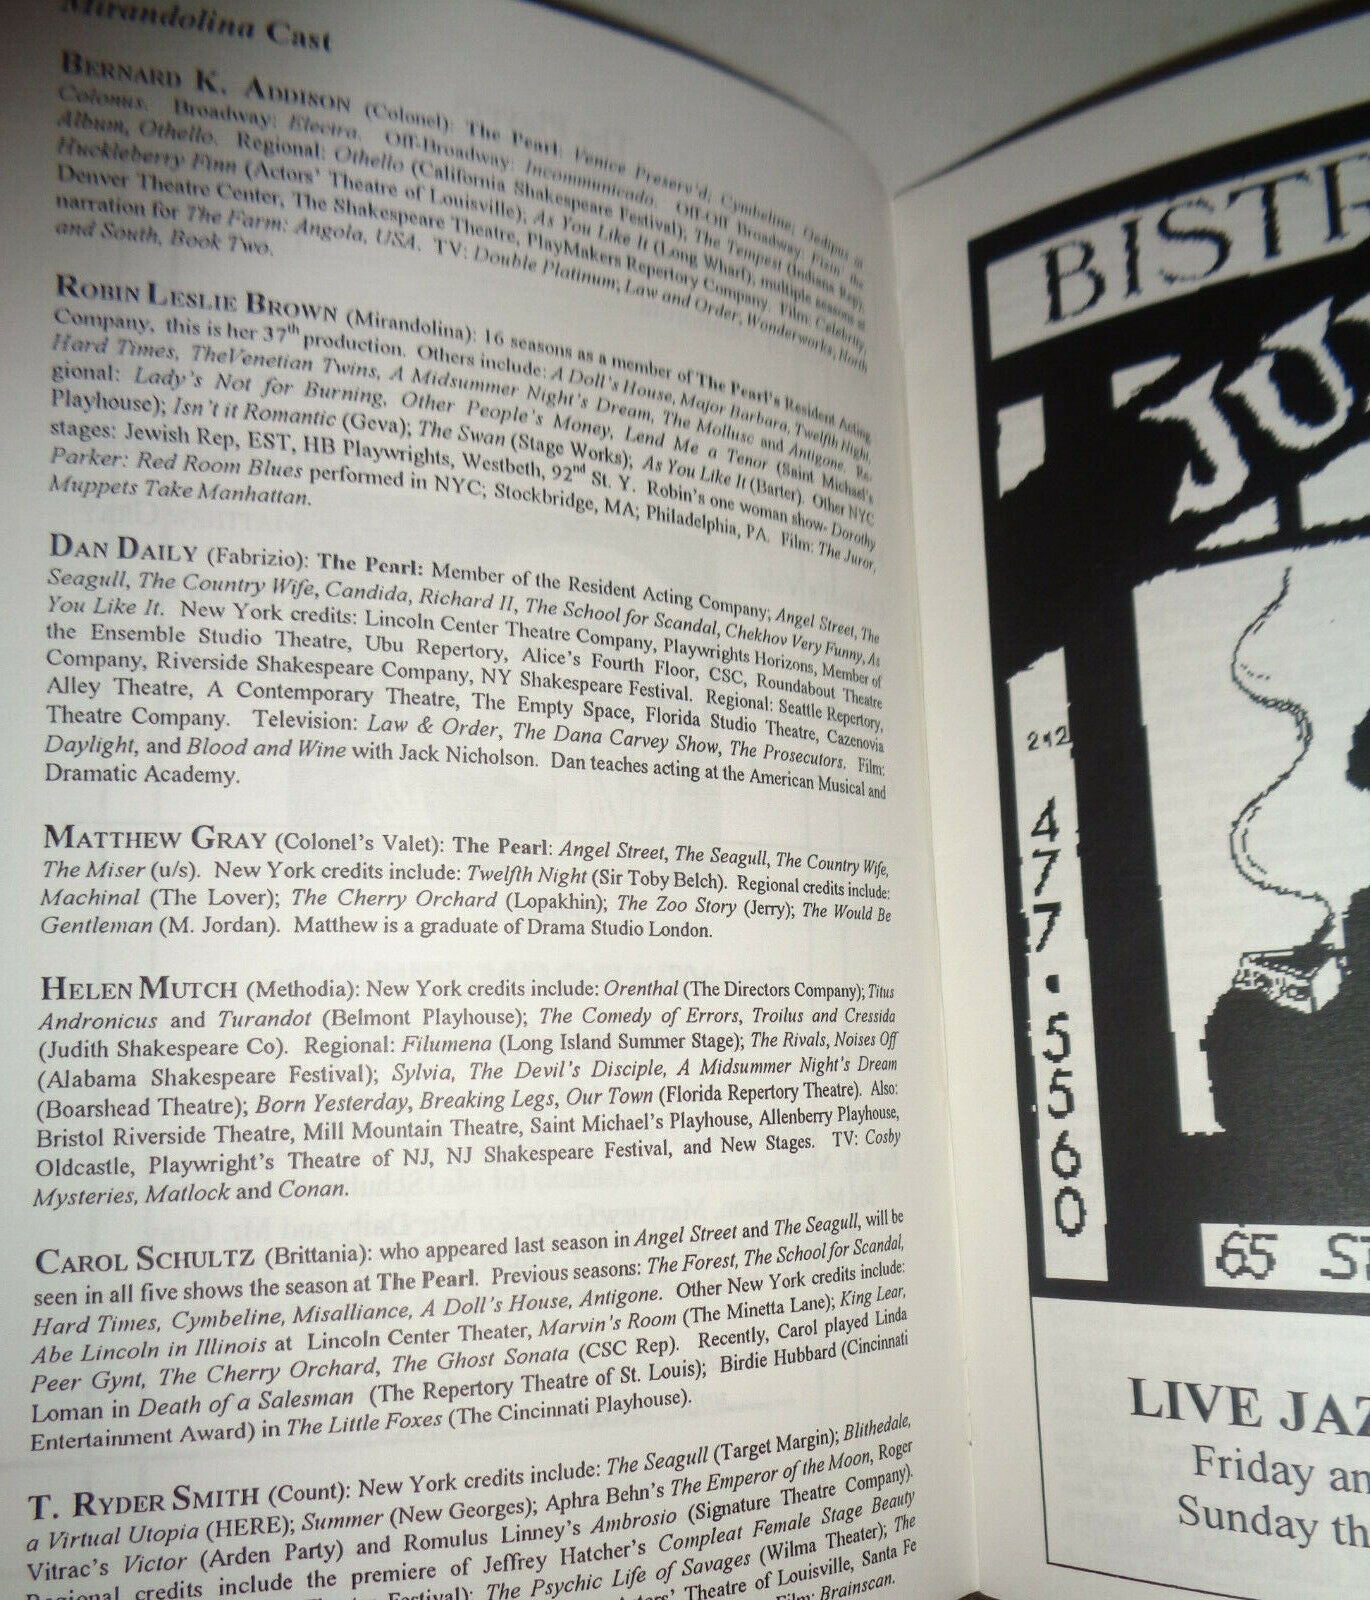 Mirandolina Cast
BERNARD K. ADDISON (Colonel): The Pearl: Venice Preserv'd; Cymbeline; Oedipus at
Colonus. Broadway: Electra. Off-Broadway: Incommunicado. Off-Off Broadway: Plain' the
Album, Othello. Regional: Othello (California Shakespeare Festival), The Tempest (Indiana Rep),
Huckleberry Finn (Actors' Theatre of Louisville), As You Like It (Long Wharf), multiple seasons at
Denver Theatre Center, The Shakespeare Theatre, PlayMakers Repertory Company. Film: Celebrity,
narration for The Farm: Angola, USA. TV: Double Platinum, Law and Order, Wonderworks, North
and South, Book Two.
ROBIN LESLIE BROWN (Mirandolina): 16 seasons as a member of The Pearl's Resident Acting
Company, this is her 37th production. Others include: A Doll's House, Major Barbara, Twelfth Night,
Hard Times, TheVenetian Twins, A Midsummer Night's Dream, The Mollusc and Antigone. Re-
gional: Lady's Not for Burning, Other People's Money, Lend Me a Tenor (Saint Michael's
Playhouse); Isn't it Romantic (Geva); The Swan (Stage Works); As You Like It (Barter). Other NYC
stages: Jewish Rep, EST, HB Playwrights, Westbeth, 92nd St. Y. Robin's one woman show- Dorothy
Parker: Red Room Blues performed in NYC; Stockbridge, MA; Philadelphia, PA. Film: The Juror,
Muppets Take Manhattan.
DAN DAILY (Fabrizio): The Pearl: Member of the Resident Acting Company; Angel Street, The
Seagull, The Country Wife, Candida, Richard II, The School for Scandal, Chekhov Very Funny, As
You Like It. New York credits: Lincoln Center Theatre Company, Playwrights Horizons, Member of
the Ensemble Studio Theatre, Ubu Repertory, Alice's Fourth Floor, CSC, Roundabout Theatre
Company, Riverside Shakespeare Company, NY Shakespeare Festival. Regional: Seattle Repertory,
Alley Theatre, A Contemporary Theatre, The Empty Space, Florida Studio Theatre, Cazenovia
Theatre Company. Television: Law & Order, The Dana Carvey Show, The Prosecutors. Film:
Daylight, and Blood and Wine with Jack Nicholson. Dan teaches acting at the American Musical and
Dramatic Academy.
MATTHEW GRAY (Colonel's Valet): The Pearl: Angel Street, The Seagull, The Country Wife,
The Miser (u/s). New York credits include: Twelfth Night (Sir Toby Belch). Regional credits include:
Machinal (The Lover); The Cherry Orchard (Lopakhin); The Zoo Story (Jerry); The Would Be
Gentleman (M. Jordan). Matthew is a graduate of Drama Studio London.
HELEN MUTCH (Methodia): New York credits include: Orenthal (The Directors Company); Titus
Andronicus and Turandot (Belmont Playhouse); The Comedy of Errors, Troilus and Cressida
(Judith Shakespeare Co). Regional: Filumena (Long Island Summer Stage); The Rivals, Noises Off
(Alabama Shakespeare Festival); Sylvia, The Devil's Disciple, A Midsummer Night's Dream
(Boarshead Theatre); Born Yesterday, Breaking Legs, Our Town (Florida Repertory Theatre). Also:
Bristol Riverside Theatre, Mill Mountain Theatre, Saint Michael's Playhouse, Allenberry Playhouse,
Oldcastle, Playwright's Theatre of NJ, NJ Shakespeare Festival, and New Stages. TV: Cosby
Mysteries, Matlock and Conan.
CAROL SCHULTZ (Brittania): who appeared last season in Angel Street and The Seagull, will be
seen in all five shows the season at The Pearl. Previous seasons: The Forest, The School for Scandal,
Hard Times, Cymbeline, Misalliance, A Doll's House, Antigone. Other New York credits include:
Abe Lincoln in Illinois at Lincoln Center Theater, Marvin's Room (The Minetta Lane); King Lear,
Peer Gynt, The Cherry Orchard, The Ghost Sonata (CSC Rep). Recently, Carol played Linda
Loman in Death of a Salesman (The Repertory Theatre of St. Louis); Birdie Hubbard (Cincinnati
Entertainment Award) in The Little Foxes (The Cincinnati Playhouse).
T. RYDER SMITH (Count): New York credits include: The Seagull (Target Margin); Blithedale,
a Virtual Utopia (HERE); Summer (New Georges); Aphra Behn's The Emperor of the Moon, Roger
Vitrac's Victor (Arden Party) and Romulus Linney's Ambrosio (Signature Theatre Company).
Regional credits include the premiere of Jeffrey Hatcher's Compleat Female Stage Beauty
Festival); The Psychic Life of Savages (Wilma Theater); The
Actors' Theatre of Louisville, Santa Fe
Film: Brainscan.
BISTR
JO
212
477·5560
65 ST
LIVE JAZ
Friday an
Sunday th